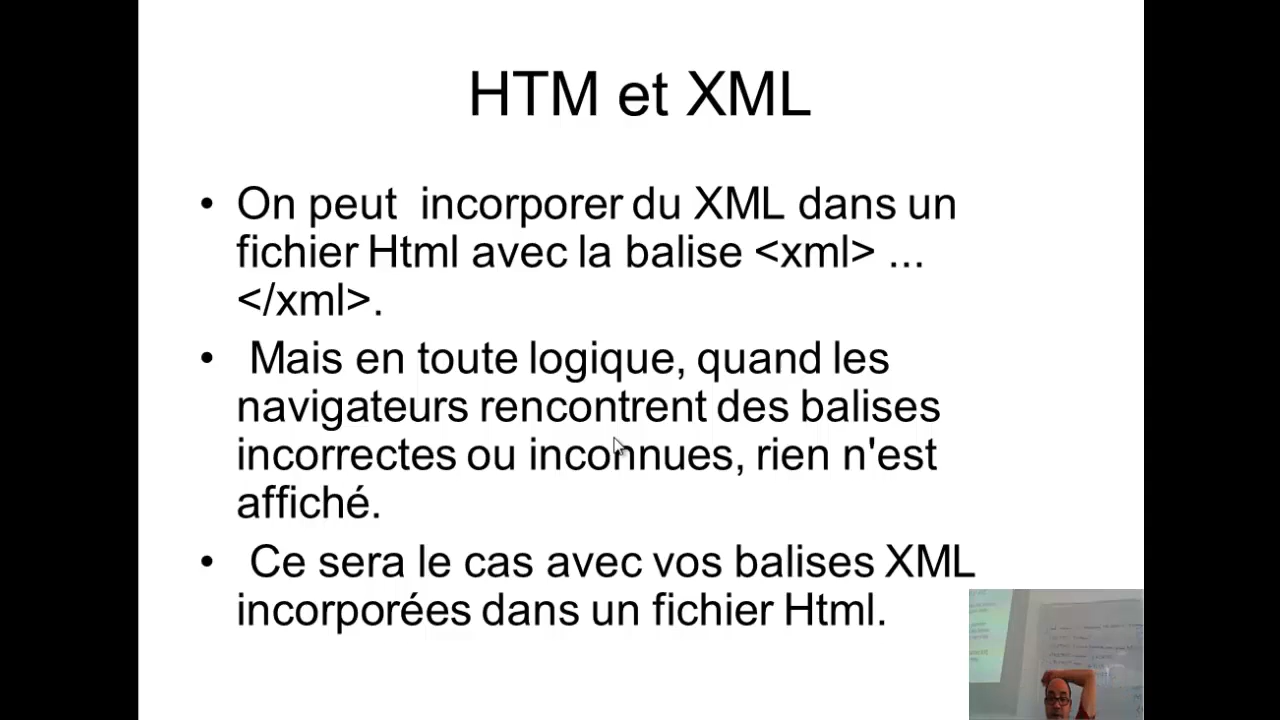 HTM et XML
• On peut  incorporer du XML dans un
fichier Html avec la balise <xml> ...
</xml>.
•  Mais en toute logique, quand les
navigateurs rencontrent des balises
incorrectes ou inconnues, rien n'est
affiché.
•  Ce sera le cas avec vos balises XML
incorporées dans un fichier Html.